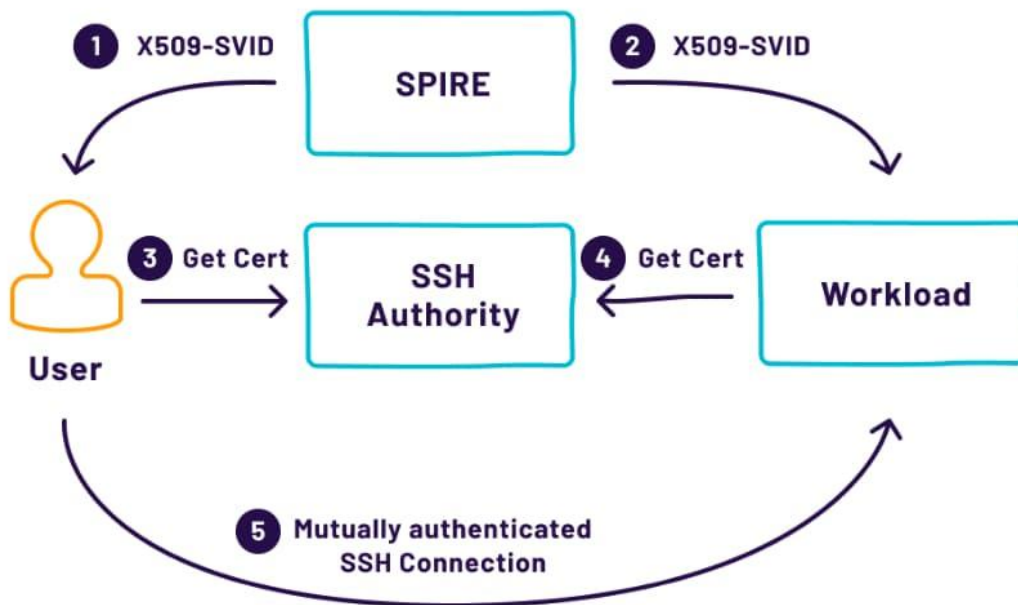 1 X509-SVID
SPIRE
2 X509-SVID
3 Get Cert
SSH
Authority
4 Get Cert
Workload
User
5 Mutually authenticated
SSH Connection